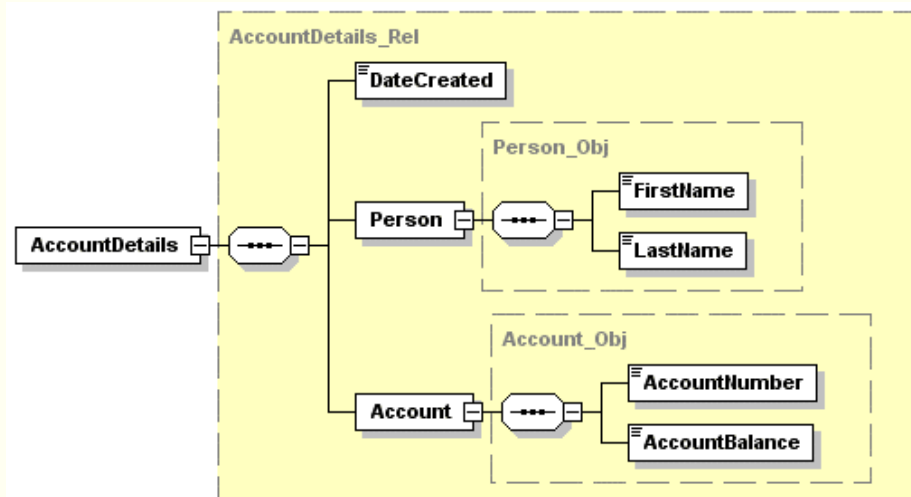 AccountDetails_Rel
DateCreated
Person_Obj
FirstName
Person
LastName
AccountDetails
Account_Obj
AccountNumber
Account
AccountBalance